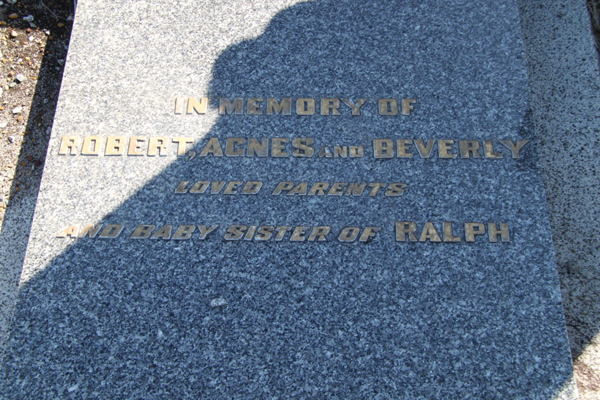 IN MEMORY OF
ROBERT, AGNES AND BEVERLY
LOVED PARENTS
AND BABY SISTER OF RALPH